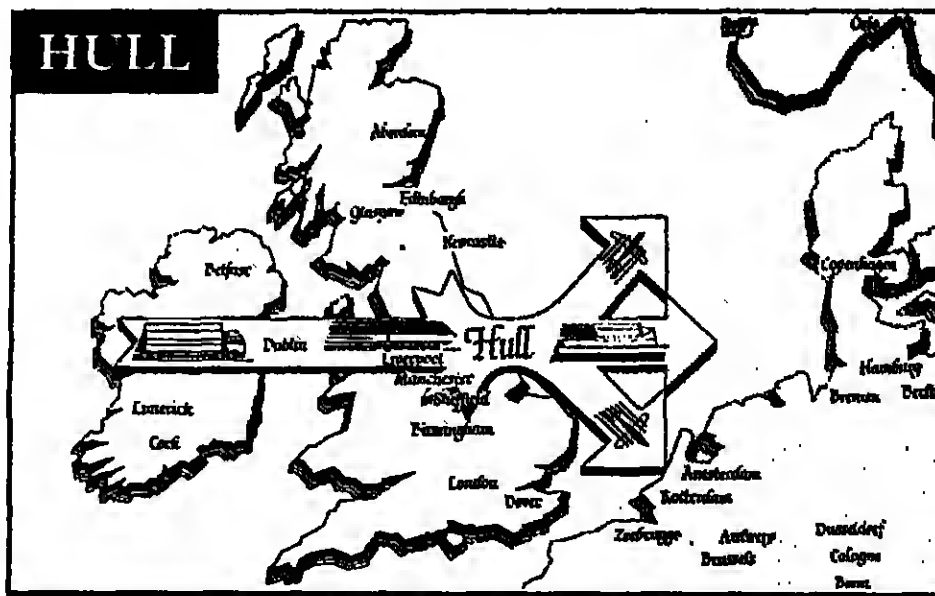 HULL
Aberdeen
Edinburgh
Glasgow
Newcastle
Belfast
Copenhagen
Dublin
Hull
Liverpool
Manchester
Sheffield
Hamburg
Bremen
Limerick
Birmingham
Cork
London
Amsterdam
Dover
Rotterdam
Zeebrugge
Antwerp
Dusseldorf
Brussels
Cologne
Bonn